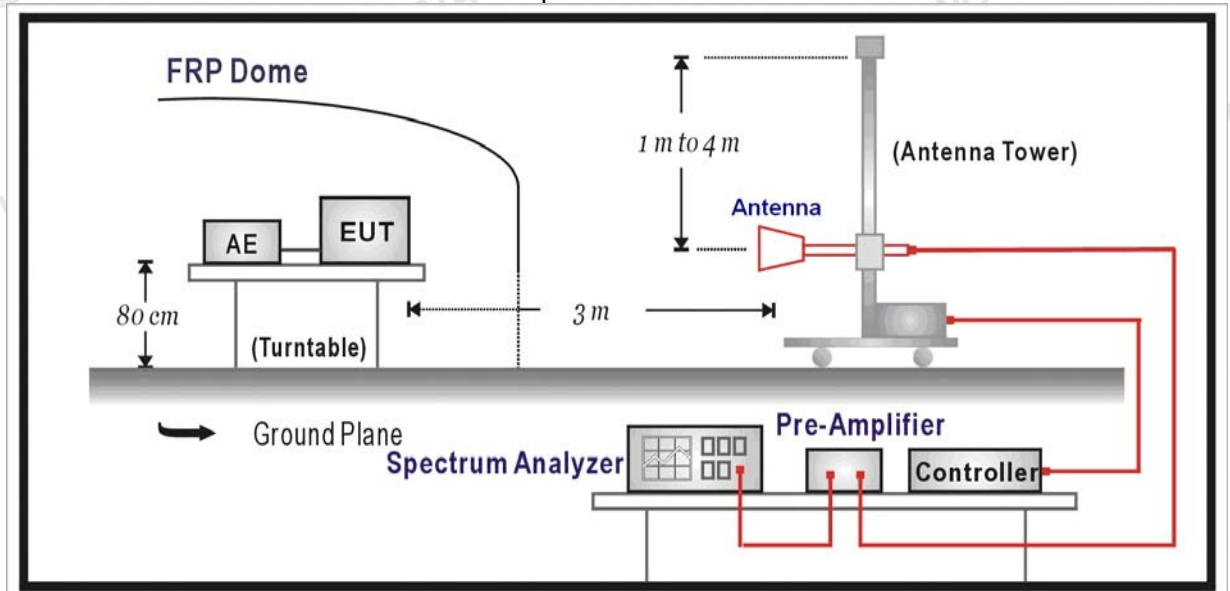 FRP Dome
1 m to 4 m
(Antenna Tower)
Antenna
AE
EUT
80 cm
3 m
(Turntable)
Ground Plane
Pre-Amplifier
Spectrum Analyzer
Controller